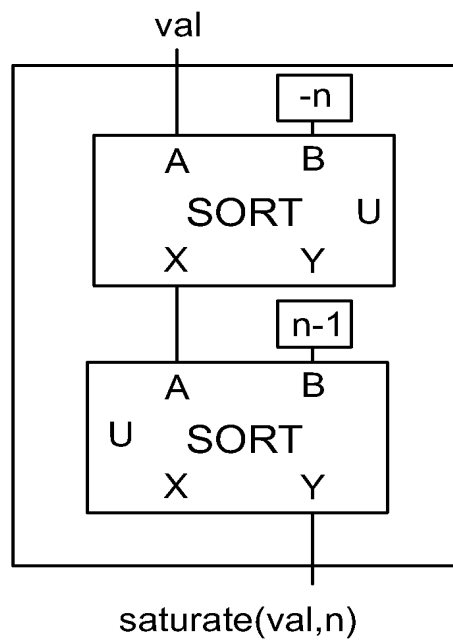 val
-n
A B
SORT U
X Y
n-1
A B
U SORT
X Y
saturate(val,n)